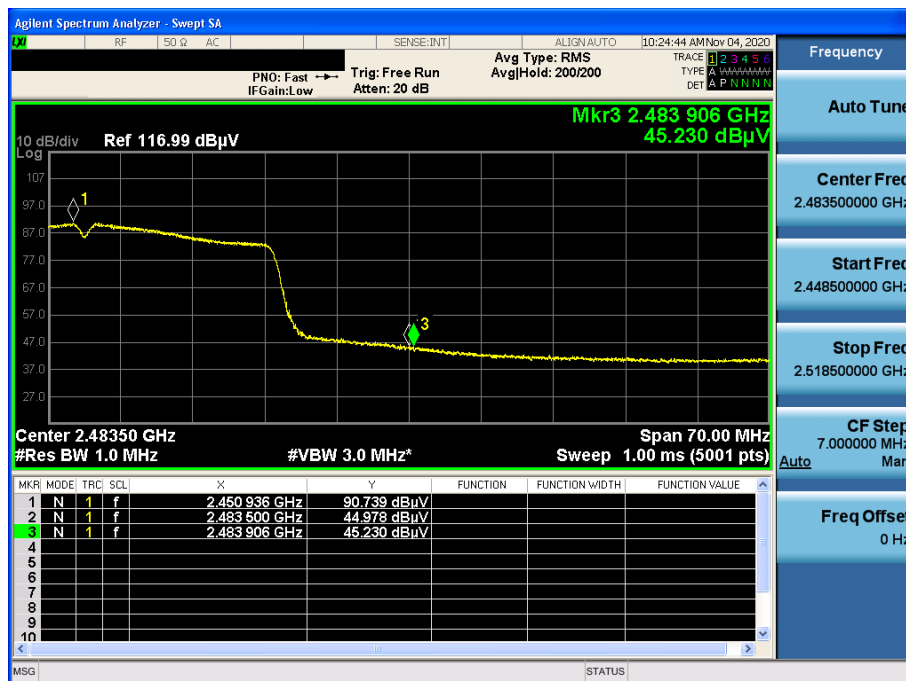 Agilent Spectrum Analyzer - Swept SA
LXI RF 50 Ω AC SENSE:INT ALIGN AUTO 10:24:44 AM Nov 04, 2020
PNO: Fast Trig: Free Run Avg Type: RMS TRACE 1 2 3 4 5 6
IFGain:Low Atten: 20 dB Avg|Hold: 200/200 TYPE A WWWWW
DET A P N N N N
Mkr3 2.483 906 GHz
45.230 dBµV
10 dB/div Ref 116.99 dBµV
Log
107
97.0
87.0
77.0
67.0
57.0
47.0
37.0
27.0
1
3
Center 2.48350 GHz Span 70.00 MHz
#Res BW 1.0 MHz #VBW 3.0 MHz* Sweep 1.00 ms (5001 pts)
MKR MODE TRC SCL X Y FUNCTION FUNCTION WIDTH FUNCTION VALUE
1 N 1 f 2.450 936 GHz 90.739 dBµV
2 N 1 f 2.483 500 GHz 44.978 dBµV
3 N 1 f 2.483 906 GHz 45.230 dBµV
4
5
6
7
8
9
10
MSG STATUS
Frequency
Auto Tune
Center Freq
2.483500000 GHz
Start Freq
2.448500000 GHz
Stop Freq
2.518500000 GHz
CF Step
7.000000 MHz
Auto Man
Freq Offset
0 Hz